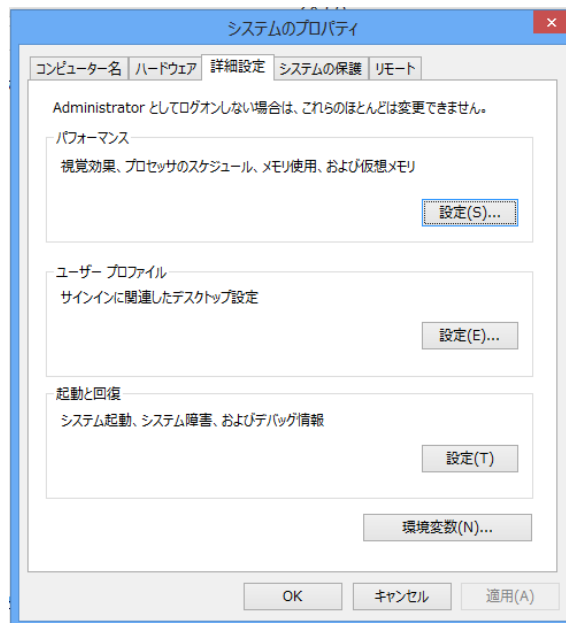 システムのプロパティ
コンピューター名 ハードウェア 詳細設定 システムの保護 リモート
Administrator としてログオンしない場合は、これらのほとんどは変更できません。
パフォーマンス
視覚効果、プロセッサのスケジュール、メモリ使用、および仮想メモリ
設定(S)...
ユーザー プロファイル
サインインに関連したデスクトップ設定
設定(E)...
起動と回復
システム起動、システム障害、およびデバッグ情報
設定(T)
環境変数(N)...
OK キャンセル 適用(A)